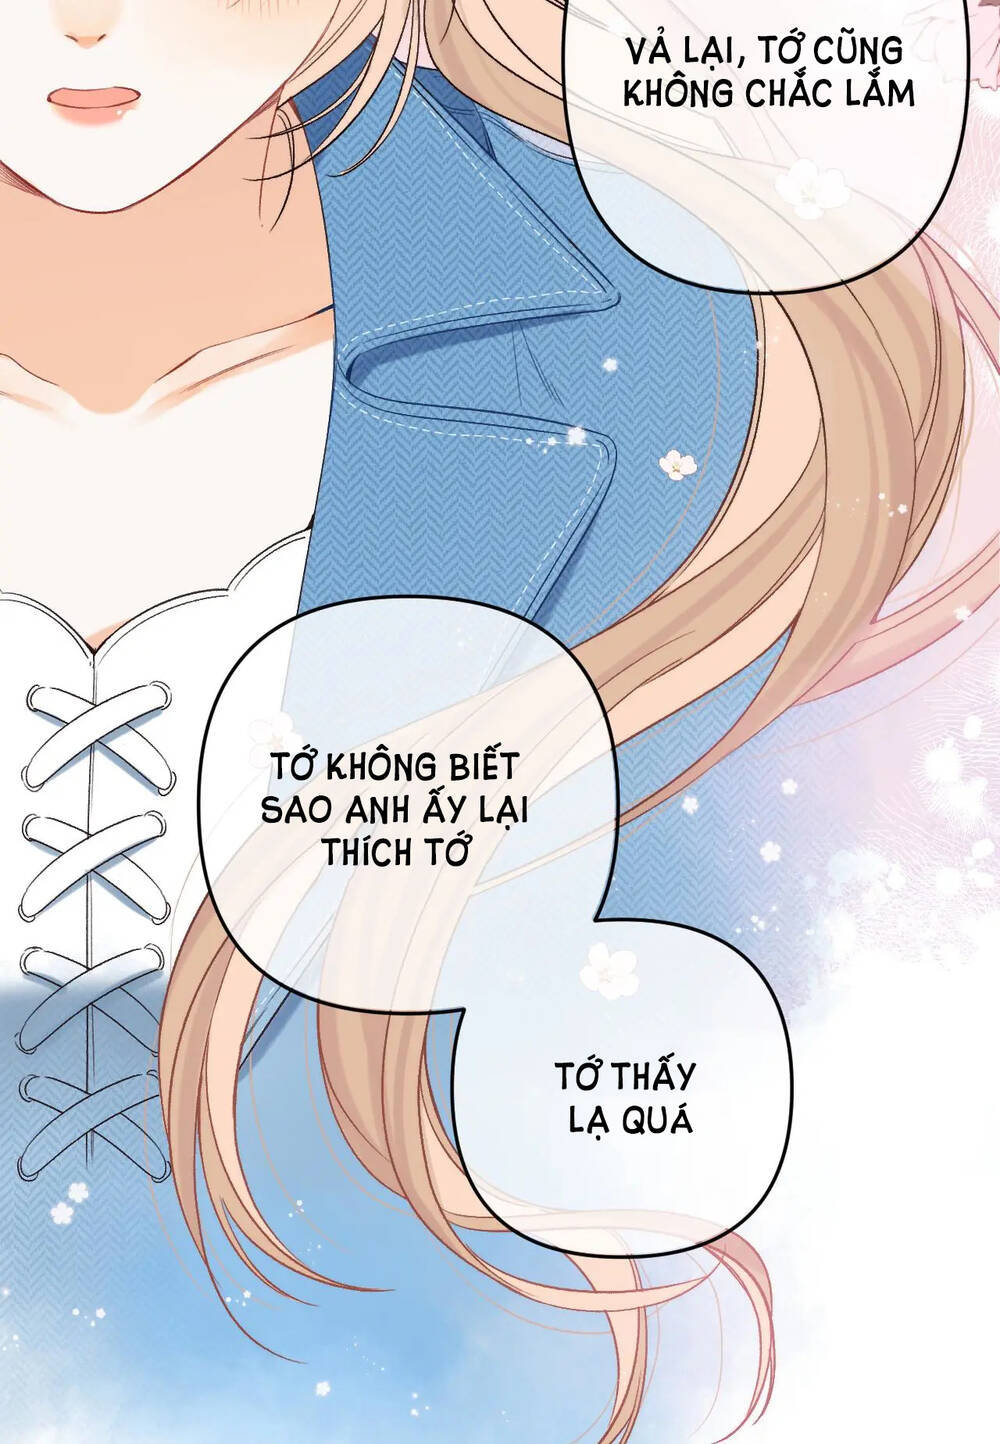 VẢ LẠI, TỚ CŨNG
KHÔNG CHẮC LẮM
TỚ KHÔNG BIẾT
SAO ANH ẤY LẠI
THÍCH TỚ
TỚ THẤY
LẠ QUÁ